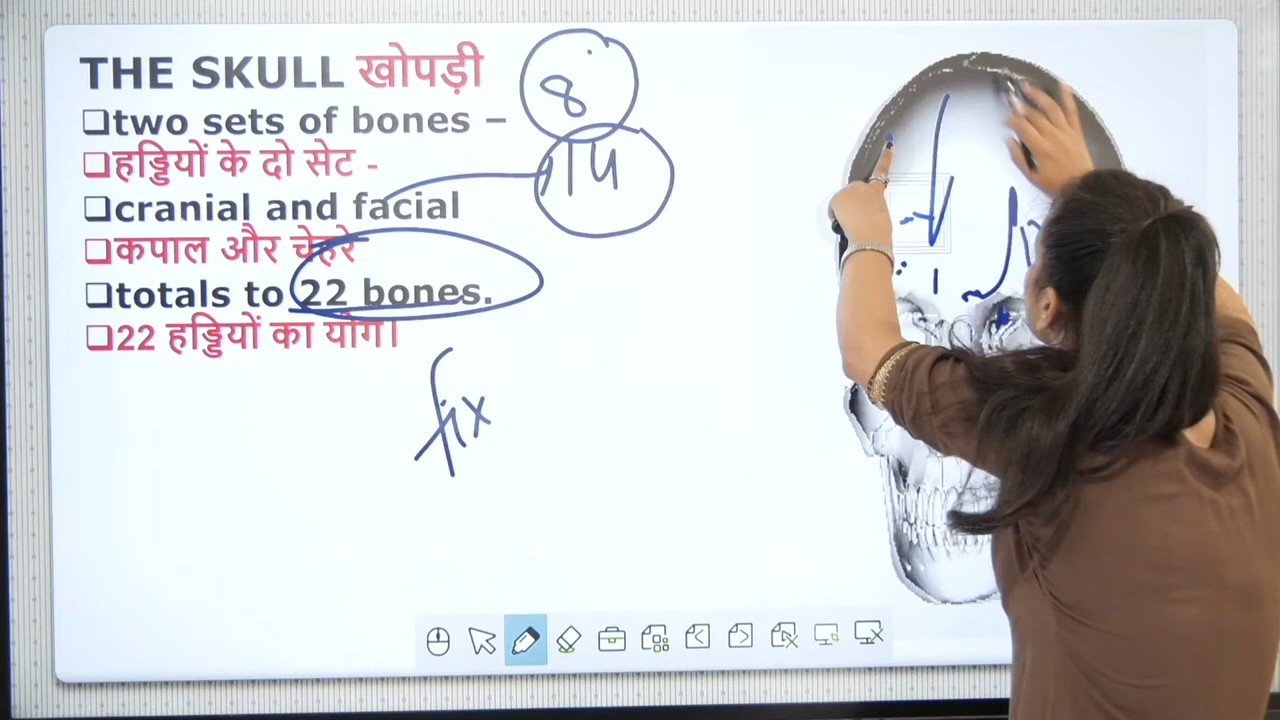 THE SKULL खोपड़ी
❑two sets of bones –
❑हड्डियों के दो सेट -
❑cranial and facial
❑कपाल और चेहरे
❑totals to 22 bones.
❑22 हड्डियों का योग।
8
14
fix